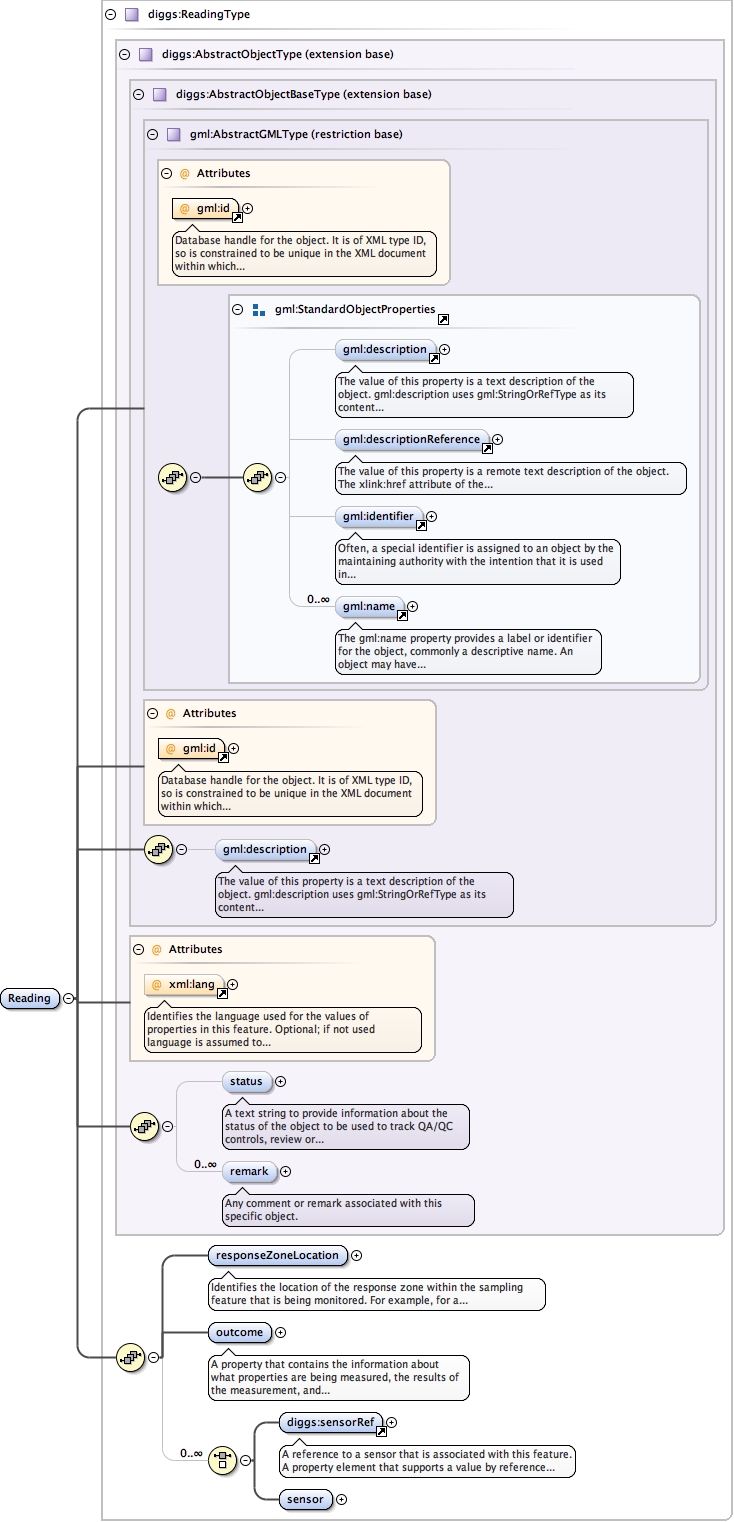 diggs:ReadingType
diggs:AbstractObjectType (extension base)
diggs:AbstractObjectBaseType (extension base)
gml:AbstractGMLType (restriction base)
@ Attributes
@ gml:id
Database handle for the object. It is of XML type ID,
so is constrained to be unique in the XML document
within which...
gml:StandardObjectProperties
gml:description
The value of this property is a text description of the
object. gml:description uses gml:StringOrRefType as its
content...
gml:descriptionReference
The value of this property is a remote text description of the object.
The xlink:href attribute of the...
gml:identifier
Often, a special identifier is assigned to an object by the
maintaining authority with the intention that it is used
in...
0..∞
gml:name
The gml:name property provides a label or identifier
for the object, commonly a descriptive name. An
object may have...
@ Attributes
@ gml:id
Database handle for the object. It is of XML type ID,
so is constrained to be unique in the XML document
within which...
gml:description
The value of this property is a text description of the
object. gml:description uses gml:StringOrRefType as its
content...
@ Attributes
@ xml:lang
Reading
Identifies the language used for the values of
properties in this feature. Optional; if not used
language is assumed to...
status
A text string to provide information about the
status of the object to be used to track QA/QC
controls, review or...
0..∞
remark
Any comment or remark associated with this
specific object.
responseZoneLocation
Identifies the location of the response zone within the sampling
feature that is being monitored. For example, for a...
outcome
A property that contains the information about
what properties are being measured, the results of
the measurement, and...
diggs:sensorRef
0..∞
A reference to a sensor that is associated with this feature.
A property element that supports a value by reference...
sensor